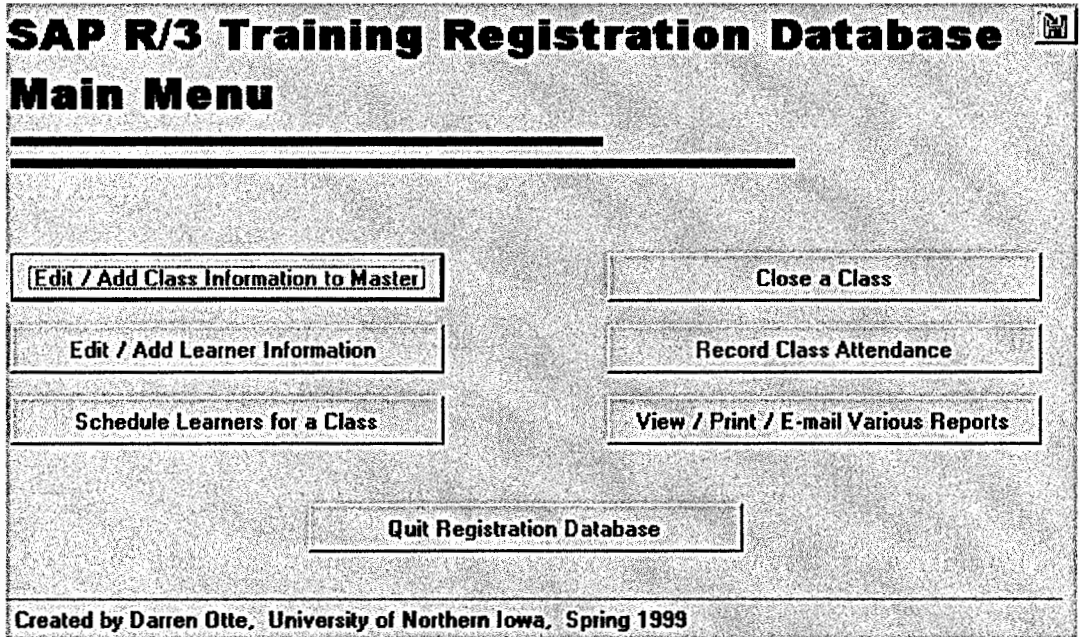 SAP R/3 Training Registration Database
Main Menu
Edit / Add Class Information to Master
Close a Class
Edit / Add Learner Information
Record Class Attendance
Schedule Learners for a Class
View / Print / E-mail Various Reports
Quit Registration Database
Created by Darren Otte, University of Northern Iowa, Spring 1999